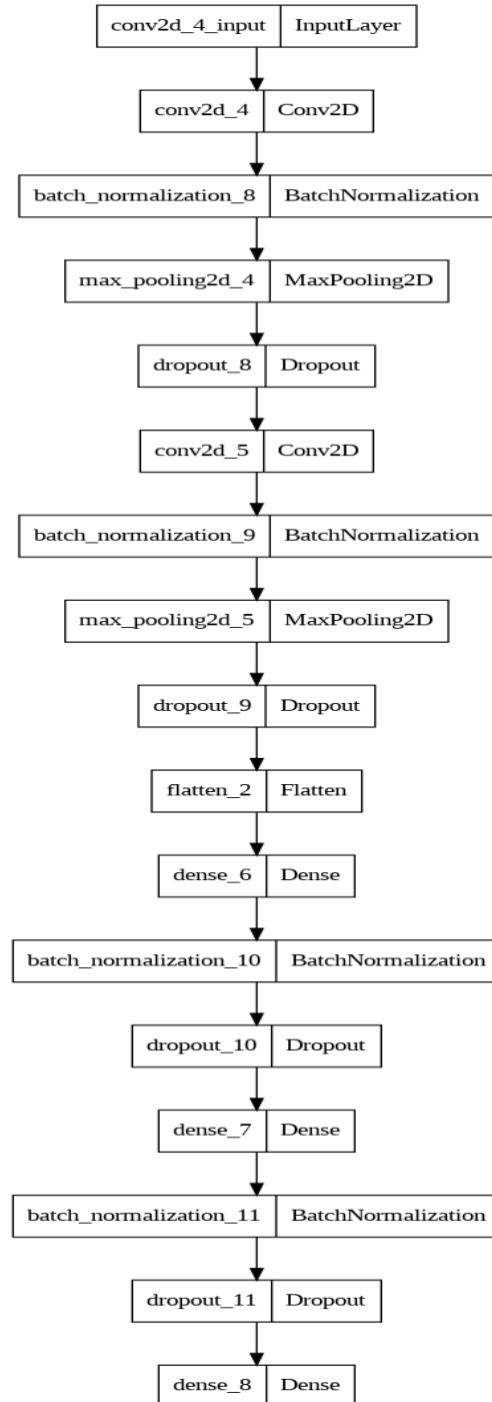 conv2d_4_input InputLayer
conv2d_4 Conv2D
batch_normalization_8 BatchNormalization
max_pooling2d_4 MaxPooling2D
dropout_8 Dropout
conv2d_5 Conv2D
batch_normalization_9 BatchNormalization
max_pooling2d_5 MaxPooling2D
dropout_9 Dropout
flatten_2 Flatten
dense_6 Dense
batch_normalization_10 BatchNormalization
dropout_10 Dropout
dense_7 Dense
batch_normalization_11 BatchNormalization
dropout_11 Dropout
dense_8 Dense